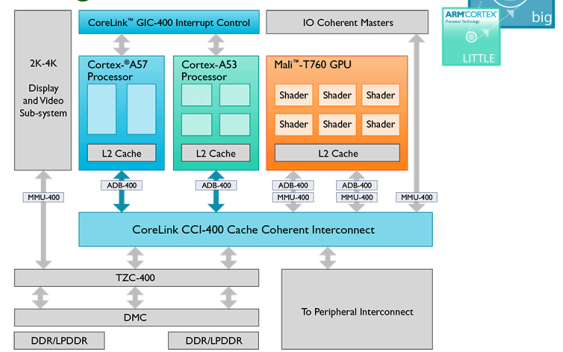 CoreLink™ GIC-400 Interrupt Control
IO Coherent Masters
ARMCORTEX
Processor Technology
big
LITTLE
2K-4K
Display
and Video
Sub-system
Cortex-®A57
Processor
L2 Cache
Cortex-A53
Processor
L2 Cache
Mali™-T760 GPU
Shader Shader Shader
Shader Shader Shader
L2 Cache
ADB-400 ADB-400 ADB-400 ADB-400
MMU-400 MMU-400 MMU-400 MMU-400
CoreLink CCI-400 Cache Coherent Interconnect
TZC-400
To Peripheral Interconnect
DMC
DDR/LPDDR DDR/LPDDR